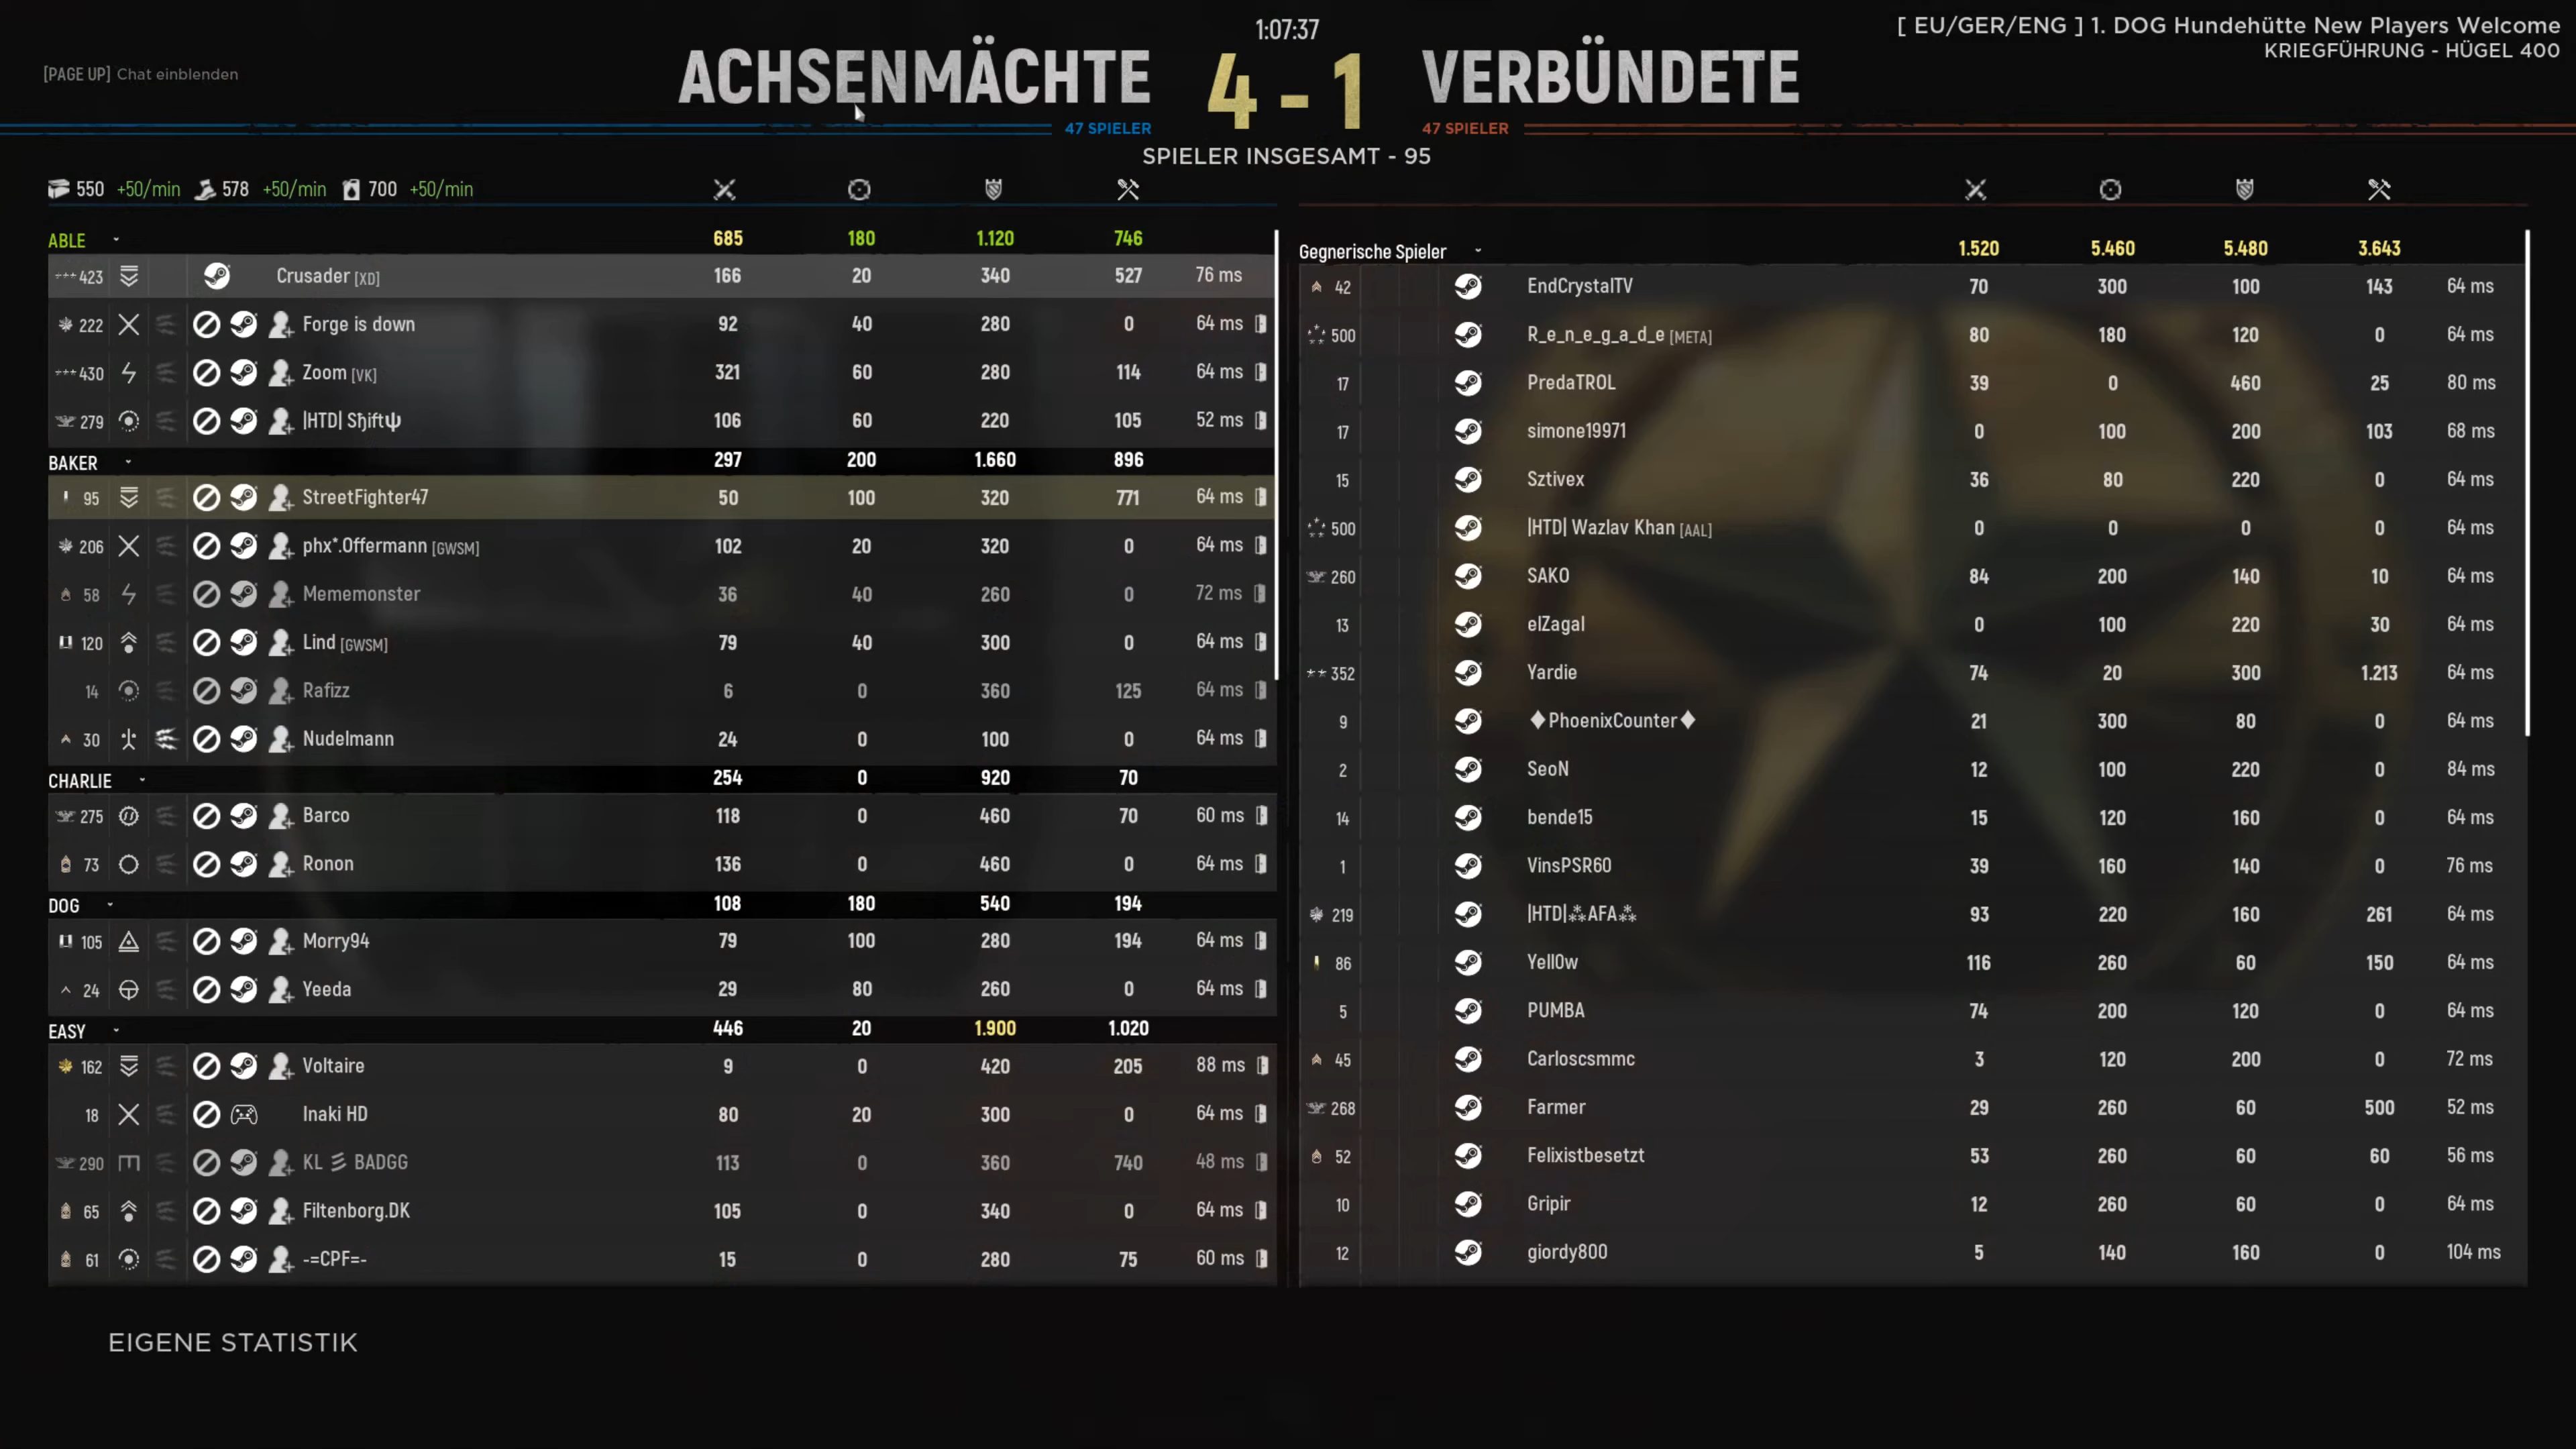 [PAGE UP] Chat einblenden
1:07:37
ACHSENMÄCHTE 4 - 1 VERBÜNDETE
47 SPIELER 47 SPIELER
SPIELER INSGESAMT - 95
[ EU/GER/ENG ] 1. DOG Hundehütte New Players Welcome
KRIEGFÜHRUNG - HÜGEL 400
550 +50/min 578 +50/min 700 +50/min
ABLE 685 180 1.120 746
423 Crusader [XD] 166 20 340 527 76 ms
222 Forge is down 92 40 280 0 64 ms
430 Zoom [VK] 321 60 280 114 64 ms
279 |HTD| Sђiftψ 106 60 220 105 52 ms
BAKER 297 200 1.660 896
95 StreetFighter47 50 100 320 771 64 ms
206 phx*.Offermann [GWSM] 102 20 320 0 64 ms
58 Mememonster 36 40 260 0 72 ms
120 Lind [GWSM] 79 40 300 0 64 ms
14 Rafizz 6 0 360 125 64 ms
30 Nudelmann 24 0 100 0 64 ms
CHARLIE 254 0 920 70
275 Barco 118 0 460 70 60 ms
73 Ronon 136 0 460 0 64 ms
DOG 108 180 540 194
105 Morry94 79 100 280 194 64 ms
24 Yeeda 29 80 260 0 64 ms
EASY 446 20 1.900 1.020
162 Voltaire 9 0 420 205 88 ms
18 Inaki HD 80 20 300 0 64 ms
290 KL 彡 BADGG 113 0 360 740 48 ms
65 Filtenborg.DK 105 0 340 0 64 ms
61 -=CPF=- 15 0 280 75 60 ms
Gegnerische Spieler 1.520 5.460 5.480 3.643
42 EndCrystalTV 70 300 100 143 64 ms
500 R_e_n_e_g_a_d_e [META] 80 180 120 0 64 ms
17 PredaTROL 39 0 460 25 80 ms
17 simone19971 0 100 200 103 68 ms
15 Sztivex 36 80 220 0 64 ms
500 |HTD| Wazlav Khan [AAL] 0 0 0 0 64 ms
260 SAKO 84 200 140 10 64 ms
13 elZagal 0 100 220 30 64 ms
352 Yardie 74 20 300 1.213 64 ms
9 ♦PhoenixCounter♦ 21 300 80 0 64 ms
2 SeoN 12 100 220 0 84 ms
14 bende15 15 120 160 0 64 ms
1 VinsPSR60 39 160 140 0 76 ms
219 |HTD|⁂AFA⁂ 93 220 160 261 64 ms
86 Yell0w 116 260 60 150 64 ms
5 PUMBA 74 200 120 0 64 ms
45 Carloscsmmc 3 120 200 0 72 ms
268 Farmer 29 260 60 500 52 ms
52 Felixistbesetzt 53 260 60 60 56 ms
10 Gripir 12 260 60 0 64 ms
12 giordy800 5 140 160 0 104 ms
EIGENE STATISTIK